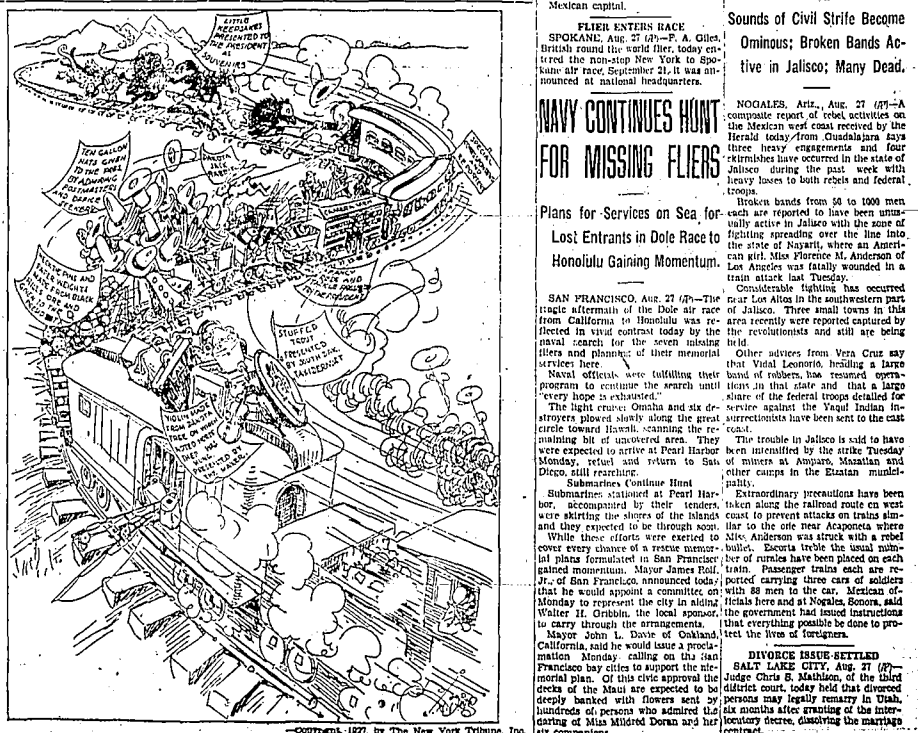 LITTLE
KEEPSAKES
PRESENTED TO
THE PRESIDENT
AS
SOUVENIRS
TEN GALLON
HATS GIVEN
TO THE PRES.
BY ADMIRING
POSTMASTERS
AND OFFICE
SEEKERS
DAKOTA
JACK
RABBIT
SPECIAL
STUFFED
TROUT
PRESENTED
BY
VIOLIN MADE
FROM DAKOTA
TREE ON WHICH
PRESENTED BY
MAKER
—Copyright, 1927, by The New York Tribune, Inc.
Mexican capital.
FLIER ENTERS RACE
SPOKANE, Aug. 27 (AP)—F. A. Giles,
British round the world flier, today en-
tered the non-stop New York to Spo-
kane air race, September 21, it was an-
nounced at national headquarters.
NAVY CONTINUES HUNT
FOR MISSING FLIERS
Plans for Services on Sea for
Lost Entrants in Dole Race to
Honolulu Gaining Momentum.
SAN FRANCISCO, Aug. 27 (AP)—The
tragic aftermath of the Dole air race
from California to Honolulu was re-
flected in vivid contrast today by the
naval search for the seven missing
fliers and planning of their memorial
services here.
Naval officials were fulfilling their
program to continue the search until
"every hope is exhausted."
The light cruiser Omaha and six de-
stroyers plowed slowly along the great
circle toward Hawaii, scanning the re-
maining bit of uncovered area. They
were expected to arrive at Pearl Harbor
Monday, refuel and return to San
Diego, still searching.
Submarines Continue Hunt
Submarines stationed at Pearl Har-
bor, accompanied by their tenders,
were skirting the shores of the islands
and they expected to be through soon.
While these efforts were exerted to
cover every chance of a rescue memor-
ial plans formulated in San Francisco
gained momentum. Mayor James Rolf,
Jr., of San Francisco, announced today
that he would appoint a committee on
Monday to represent the city in aiding
Walter H. Gribbin, the local sponsor,
to carry through the arrangements.
Mayor John L. Davie of Oakland,
California, said he would issue a procla-
mation Monday calling on the San
Francisco bay cities to support the me-
morial plan. Of this civic approval the
decks of the Maui are expected to be
deeply banked with flowers sent by
hundreds of persons who admired the
daring of Miss Mildred Doran and her
six companions.
Sounds of Civil Strife Become
Ominous; Broken Bands Ac-
tive in Jalisco; Many Dead.
NOGALES, Ariz., Aug. 27 (AP)—A
composite report of rebel activities on
the Mexican west coast received by the
Herald today from Guadalajara says
three heavy engagements and four
skirmishes have occurred in the state of
Jalisco during the past week with
heavy losses to both rebels and federal
troops.
Broken bands from 50 to 1000 men
each are reported to have been unus-
ually active in Jalisco with the zone of
fighting spreading over the line into
the state of Nayarit, where an Ameri-
can girl, Miss Florence M. Anderson of
Los Angeles was fatally wounded in a
train attack last Tuesday.
Considerable fighting has occurred
near Los Altos in the southwestern part
of Jalisco. Three small towns in this
area recently were reported captured by
the revolutionists and still are being
held.
Other advices from Vera Cruz say
that Vidal Leonorio, heading a large
band of robbers, has resumed opera-
tions in that state and that a large
share of the federal troops detailed for
service against the Yaqui Indian in-
surrectionists have been sent to the east
coast.
The trouble in Jalisco is said to have
been intensified by the strike Tuesday
of miners at Amparo, Mazatlan and
other camps in the Etzatlan munici-
pality.
Extraordinary precautions have been
taken along the railroad route on west
coast to prevent attacks on trains sim-
ilar to the one near Acaponeta where
Miss Anderson was struck with a rebel
bullet. Escorts treble the usual num-
ber of rurales have been placed on each
train. Passenger trains each are re-
ported carrying three cars of soldiers
with 88 men to the car. Mexican of-
ficials here and at Nogales, Sonora, said
the government had issued instructions
that everything possible be done to pro-
tect the lives of foreigners.
DIVORCE ISSUE SETTLED
SALT LAKE CITY, Aug. 27 (AP)—
Judge Chris S. Mathison, of the third
district court, today held that divorced
persons may legally remarry in Utah,
six months after granting of the inter-
locutory decree, dissolving the marriage
contract.